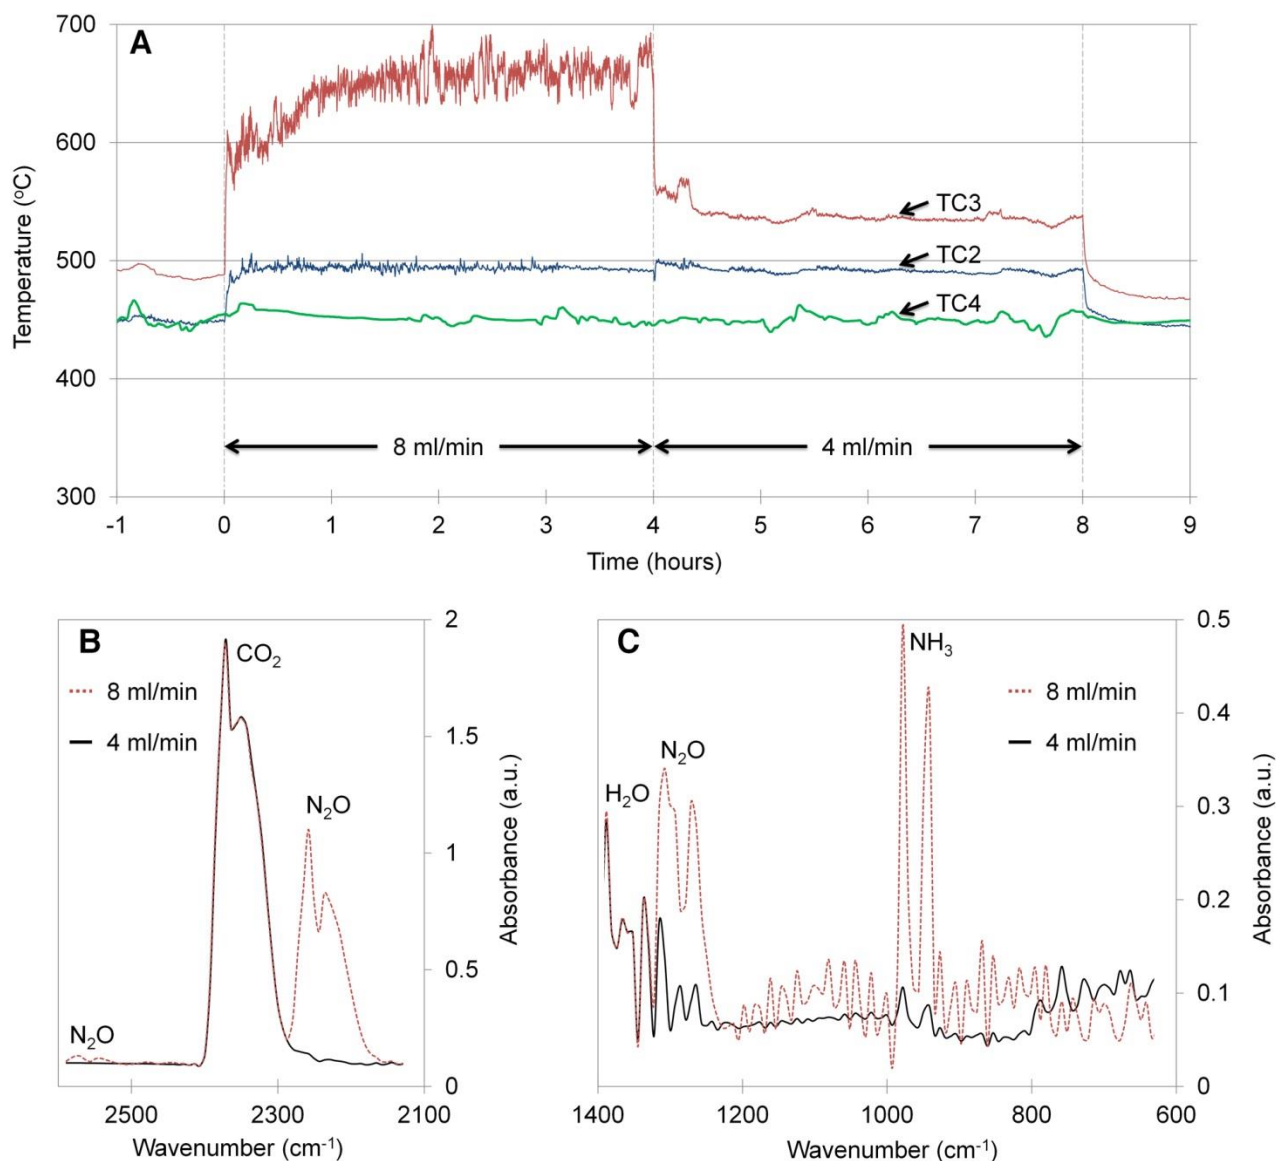 A
700
600
500
400
300
Temperature (°C)
TC3
TC2
TC4
8 ml/min
4 ml/min
-1 0 1 2 3 4 5 6 7 8 9
Time (hours)
B
CO₂
8 ml/min
4 ml/min
N₂O
N₂O
2
1.5
1
0.5
0
Absorbance (a.u.)
2500 2300 2100
Wavenumber (cm⁻¹)
C
NH₃
8 ml/min
4 ml/min
N₂O
H₂O
0.5
0.4
0.3
0.2
0.1
0
Absorbance (a.u.)
1400 1200 1000 800 600
Wavenumber (cm⁻¹)